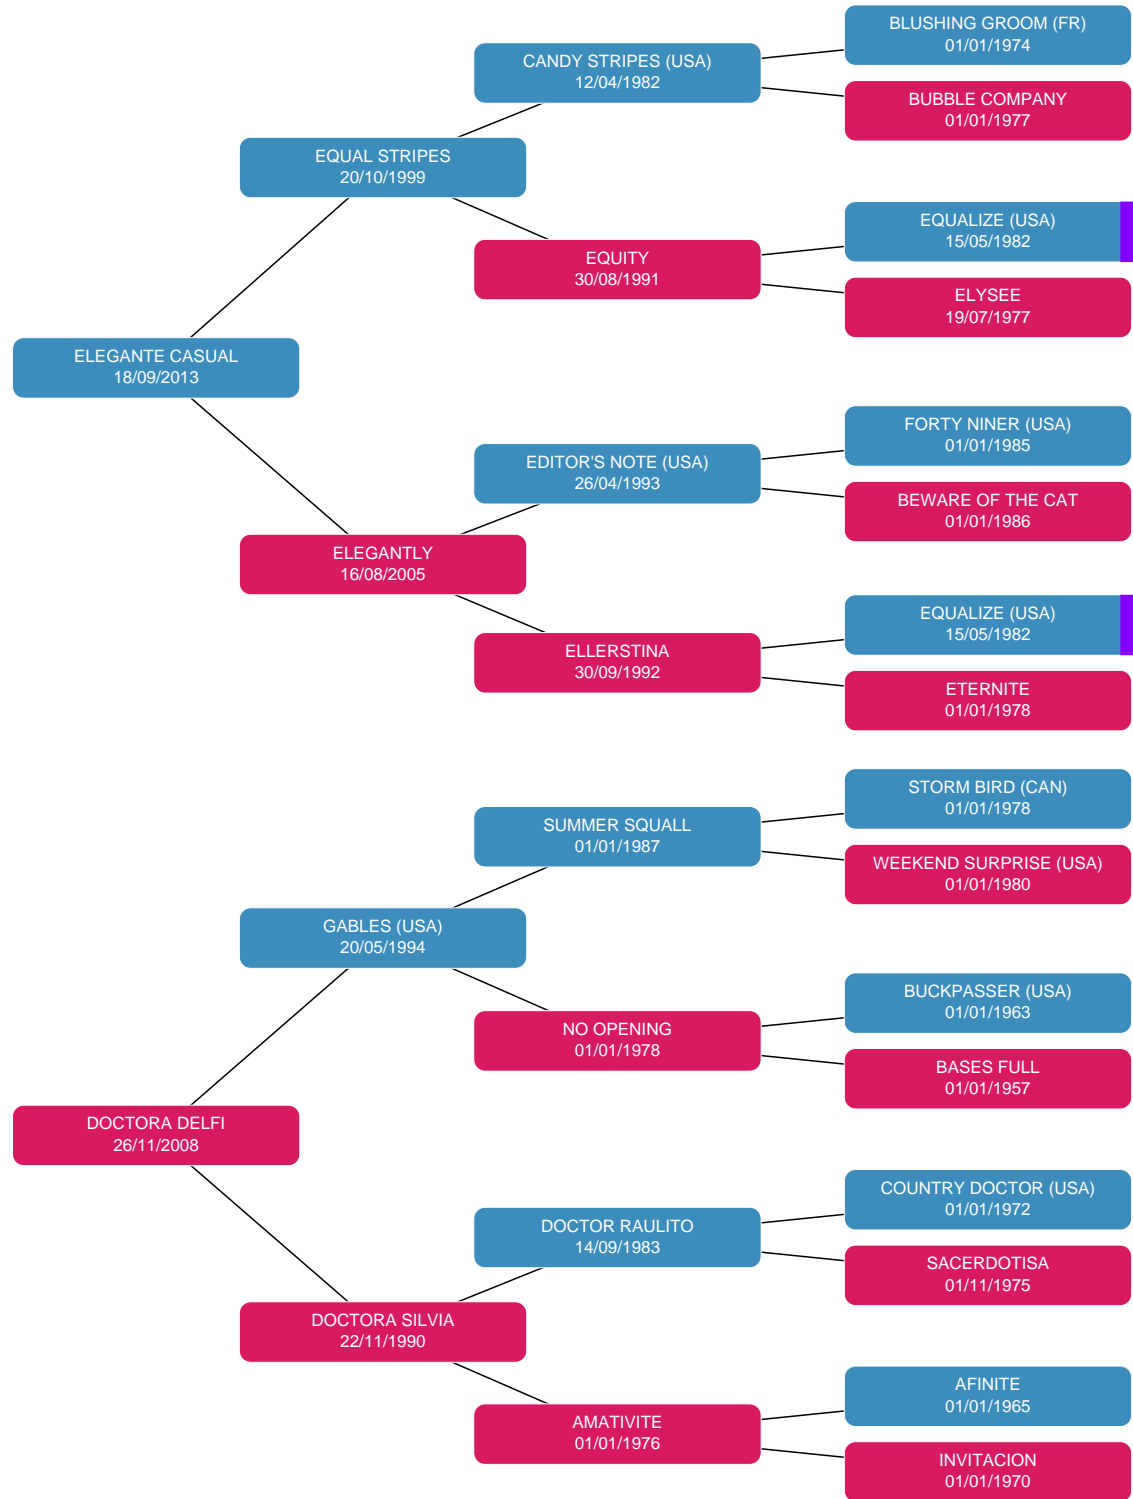 BLUSHING GROOM (FR)
01/01/1974
CANDY STRIPES (USA)
12/04/1982
BUBBLE COMPANY
01/01/1977
EQUAL STRIPES
20/10/1999
EQUALIZE (USA)
15/05/1982
EQUITY
30/08/1991
ELYSEE
19/07/1977
ELEGANTE CASUAL
18/09/2013
FORTY NINER (USA)
01/01/1985
EDITOR'S NOTE (USA)
26/04/1993
BEWARE OF THE CAT
01/01/1986
ELEGANTLY
16/08/2005
EQUALIZE (USA)
15/05/1982
ELLERSTINA
30/09/1992
ETERNITE
01/01/1978
STORM BIRD (CAN)
01/01/1978
SUMMER SQUALL
01/01/1987
WEEKEND SURPRISE (USA)
01/01/1980
GABLES (USA)
20/05/1994
BUCKPASSER (USA)
01/01/1963
NO OPENING
01/01/1978
BASES FULL
01/01/1957
DOCTORA DELFI
26/11/2008
COUNTRY DOCTOR (USA)
01/01/1972
DOCTOR RAULITO
14/09/1983
SACERDOTISA
01/11/1975
DOCTORA SILVIA
22/11/1990
AFINITE
01/01/1965
AMATIVITE
01/01/1976
INVITACION
01/01/1970